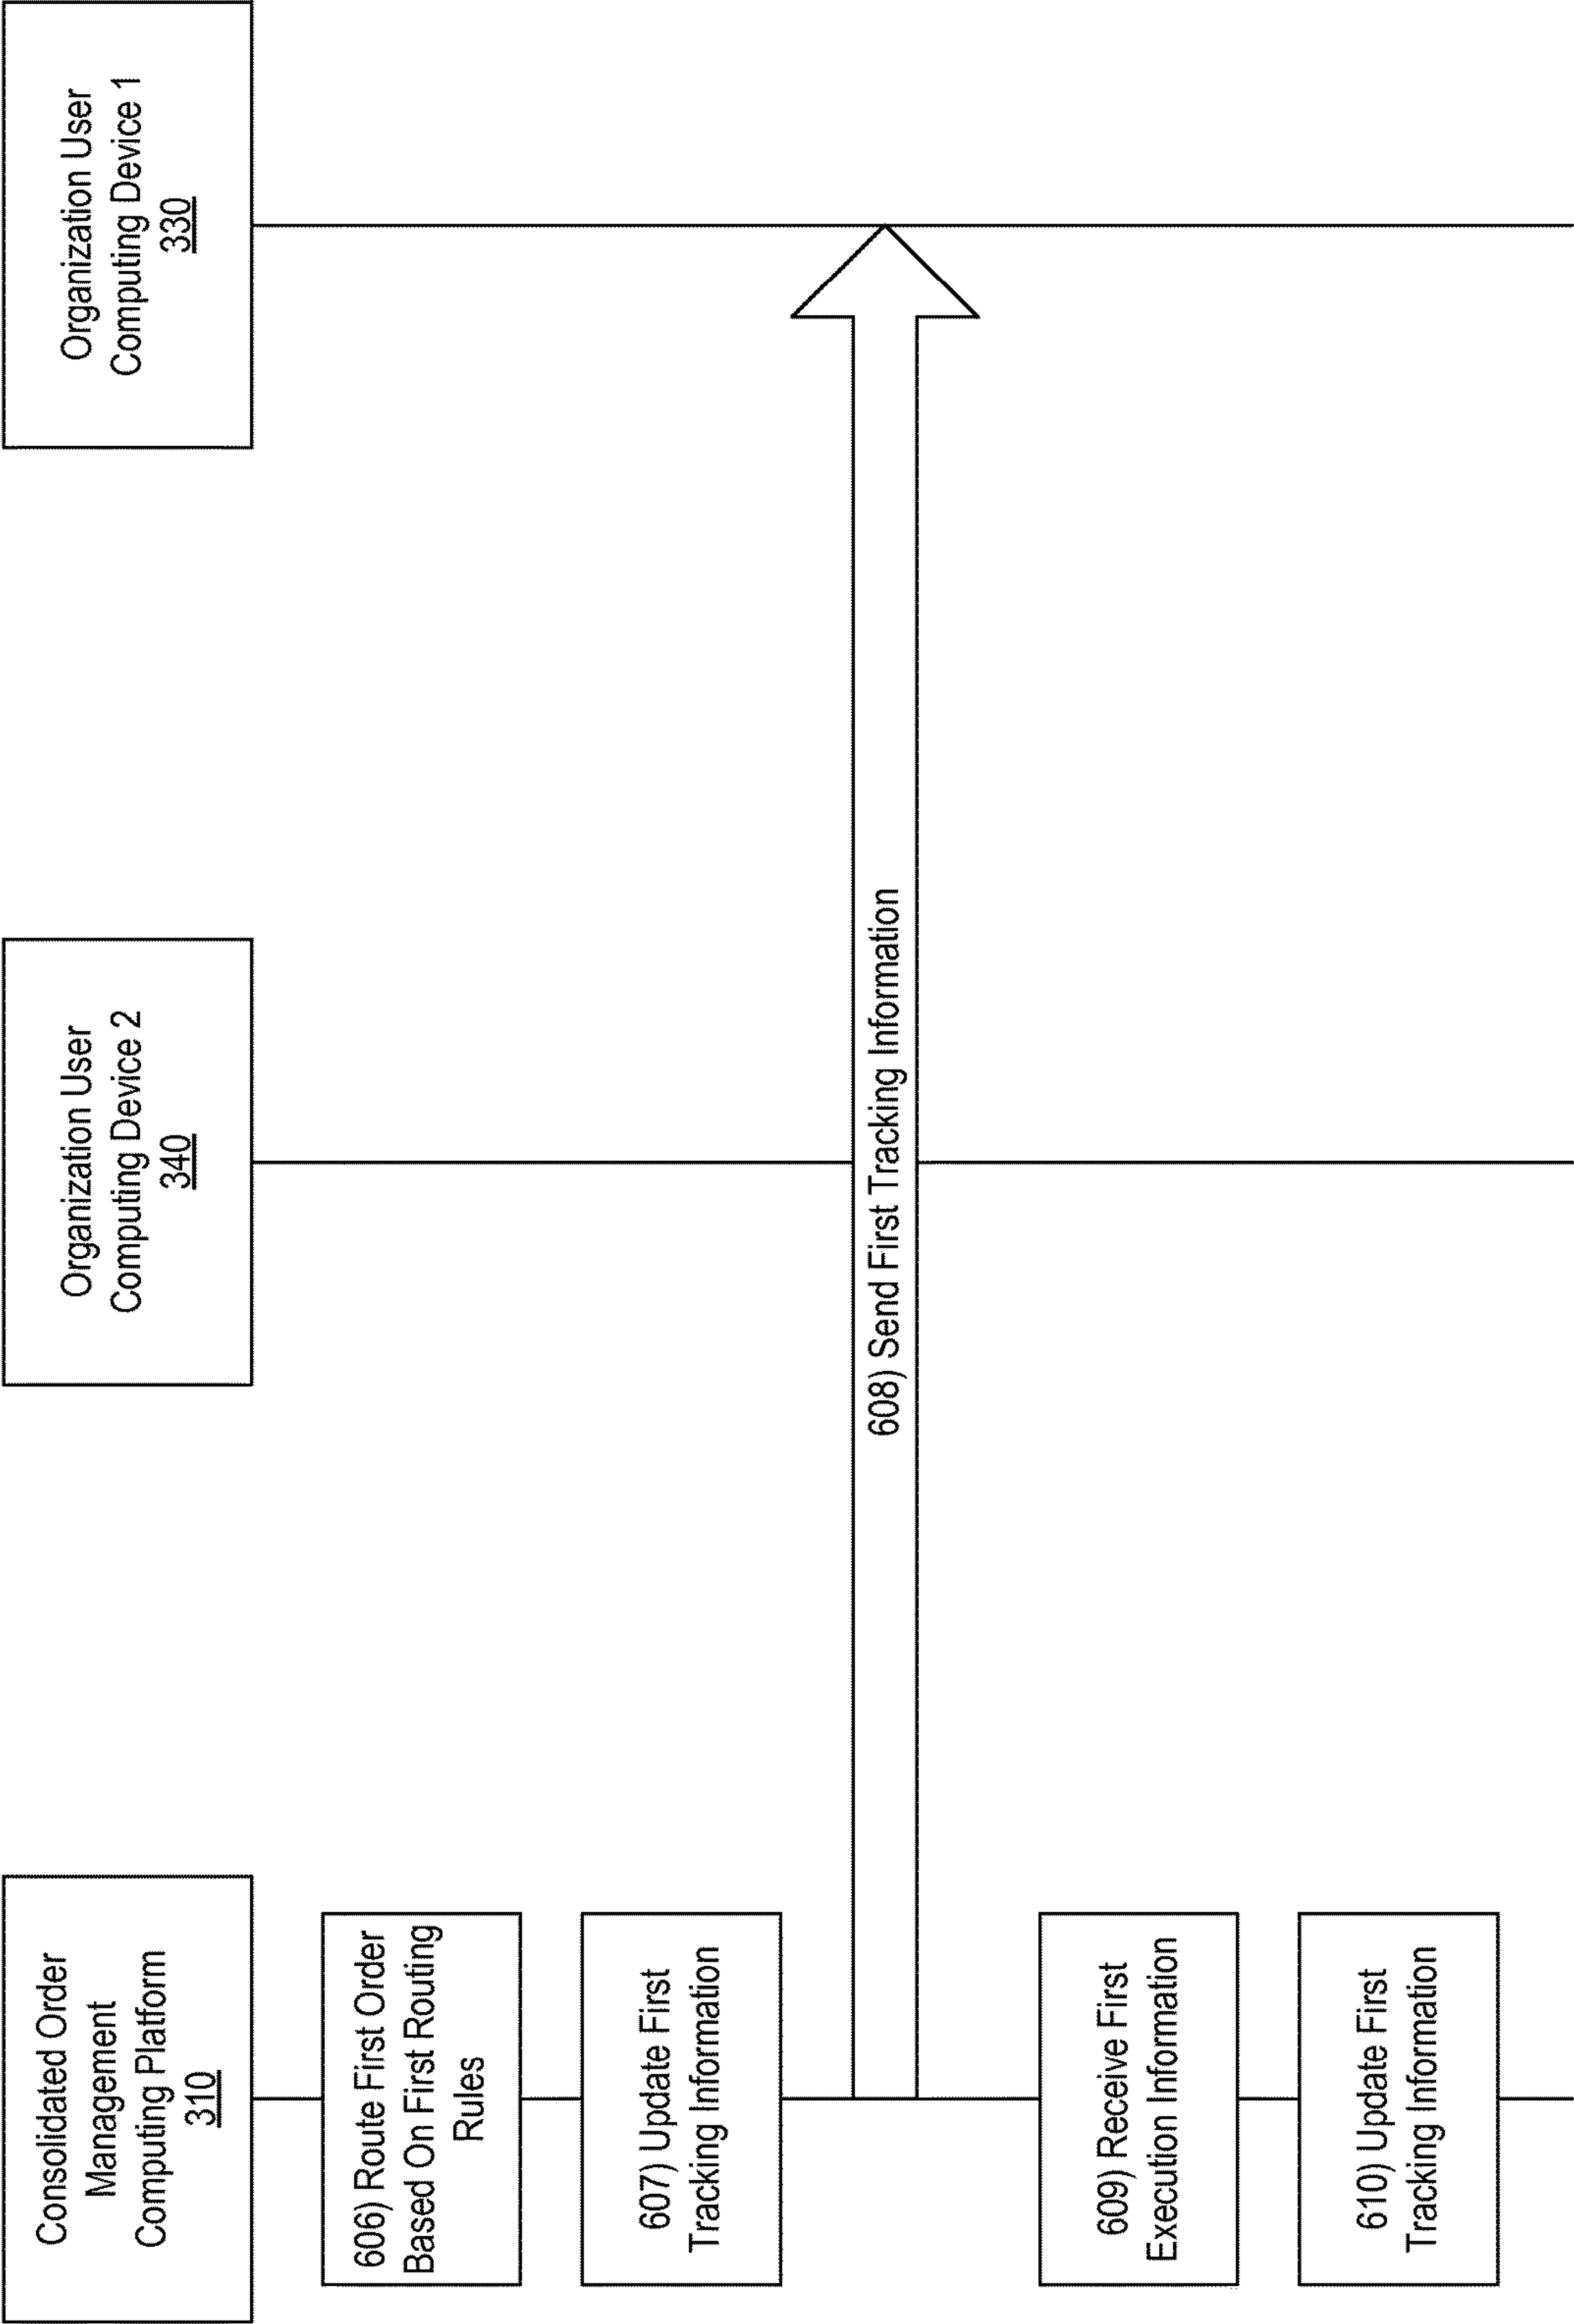 Consolidated Order
Management
Computing Platform
310
Organization User
Computing Device 2
340
Organization User
Computing Device 1
330
606) Route First Order
Based On First Routing
Rules
607) Update First
Tracking Information
608) Send First Tracking Information
609) Receive First
Execution Information
610) Update First
Tracking Information